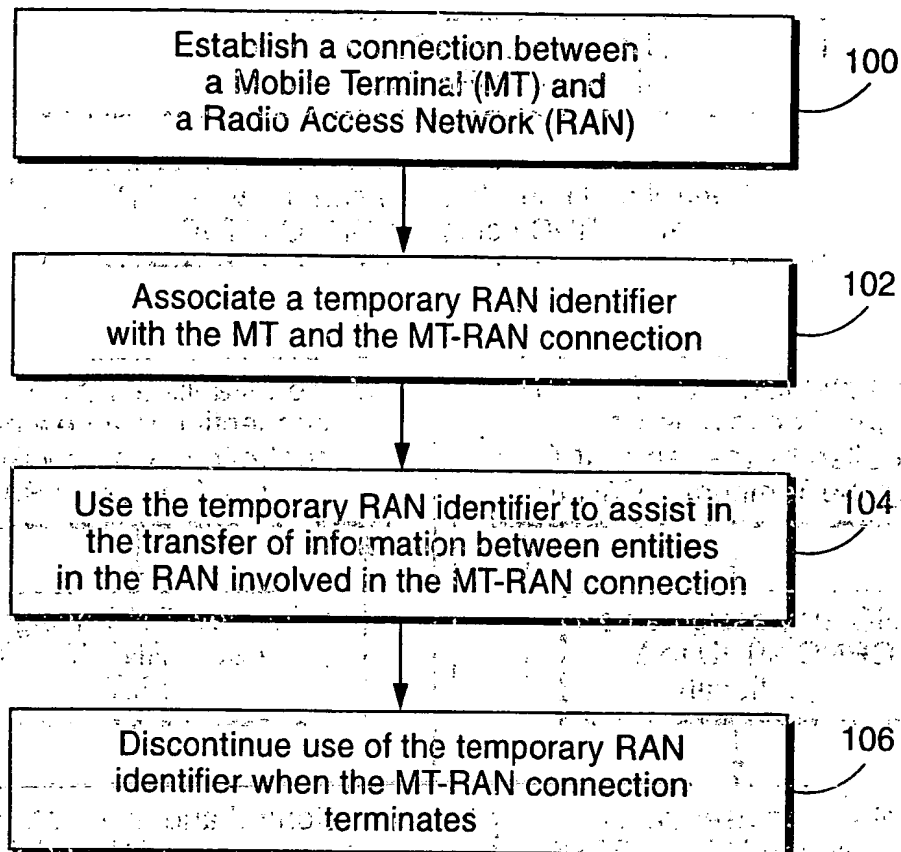 Establish a connection between
a Mobile Terminal (MT) and
a Radio Access Network (RAN)
100
Associate a temporary RAN identifier
with the MT and the MT-RAN connection
102
Use the temporary RAN identifier to assist in
the transfer of information between entities
in the RAN involved in the MT-RAN connection
104
Discontinue use of the temporary RAN
identifier when the MT-RAN connection
terminates
106